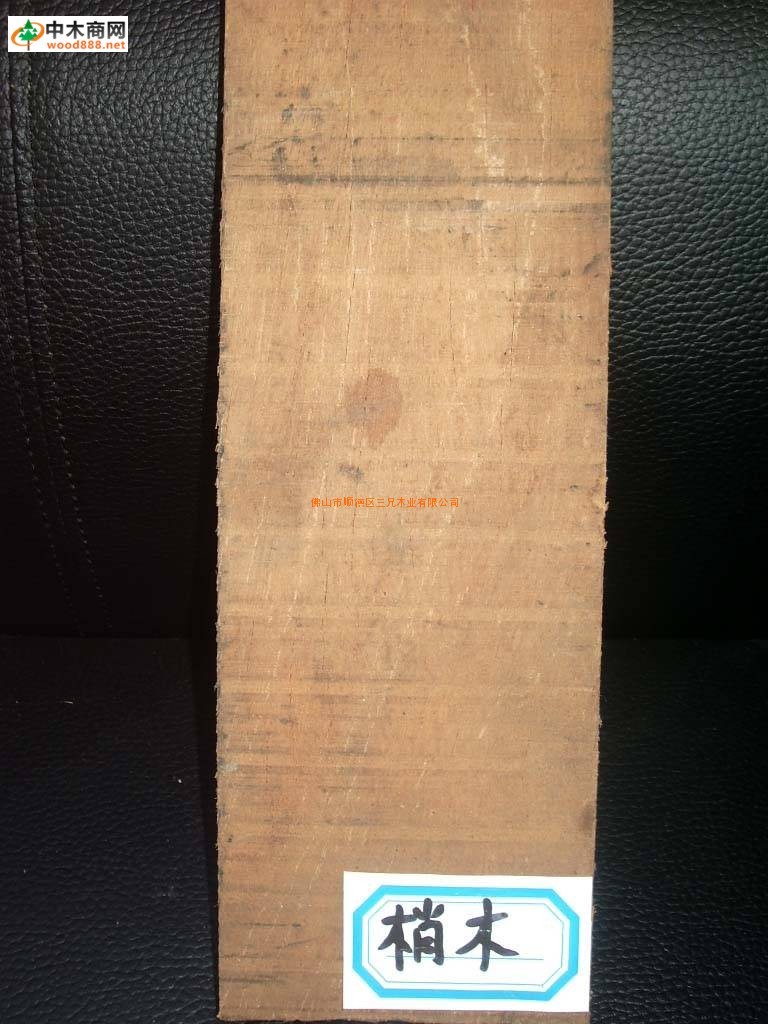 中木商网
wood888.net
佛山市顺德区三兄木业有限公司
梢木